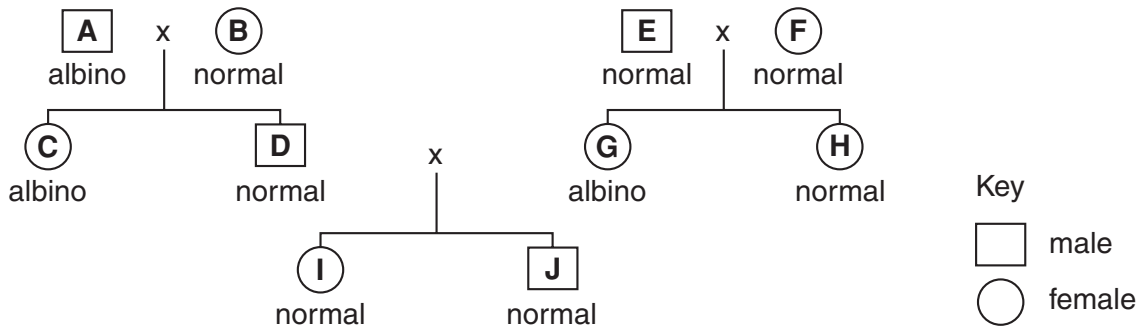 A x B E x F
albino normal normal normal
C D x G H
albino normal albino normal
Key
male
I J female
normal normal